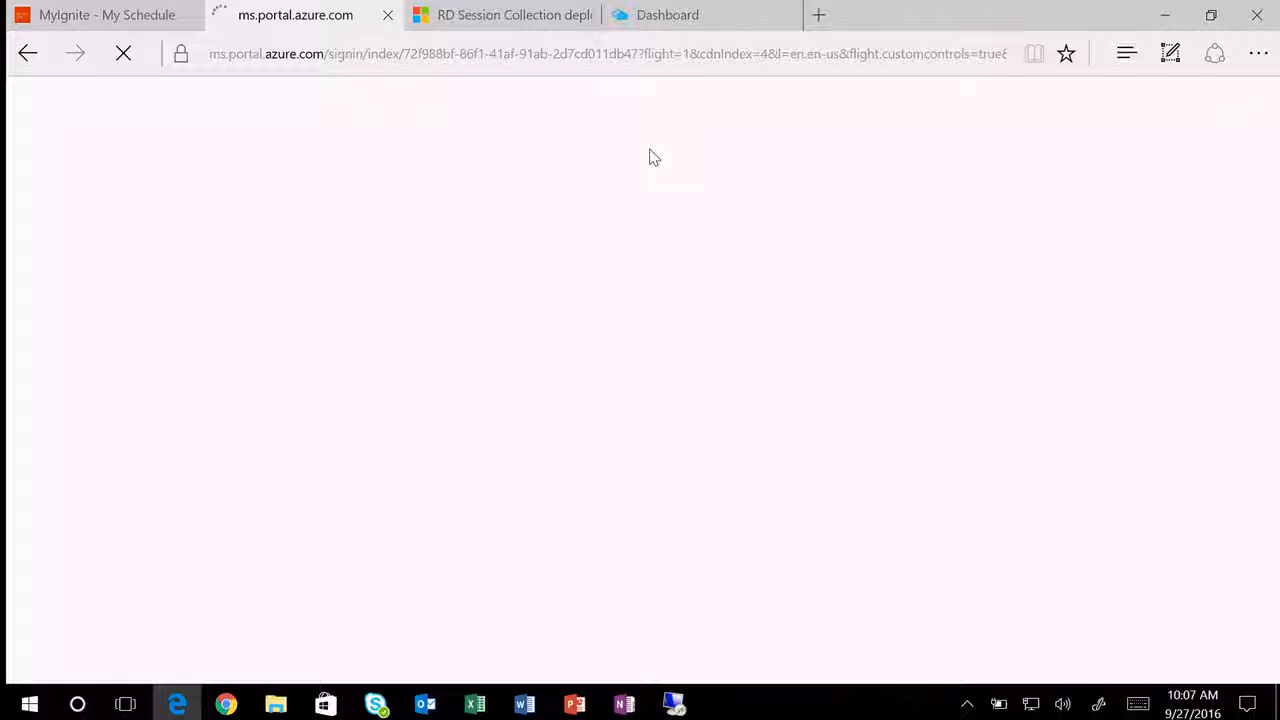 MyIgnite - My Schedule
ms.portal.azure.com
RD Session Collection depl
Dashboard
ms.portal.azure.com/signin/index/72f988bf-86f1-41af-91ab-2d7cd011db47?flight=1&cdnIndex=4&l=en.en-us&flight.customcontrols=true&
10:07 AM
9/27/2016